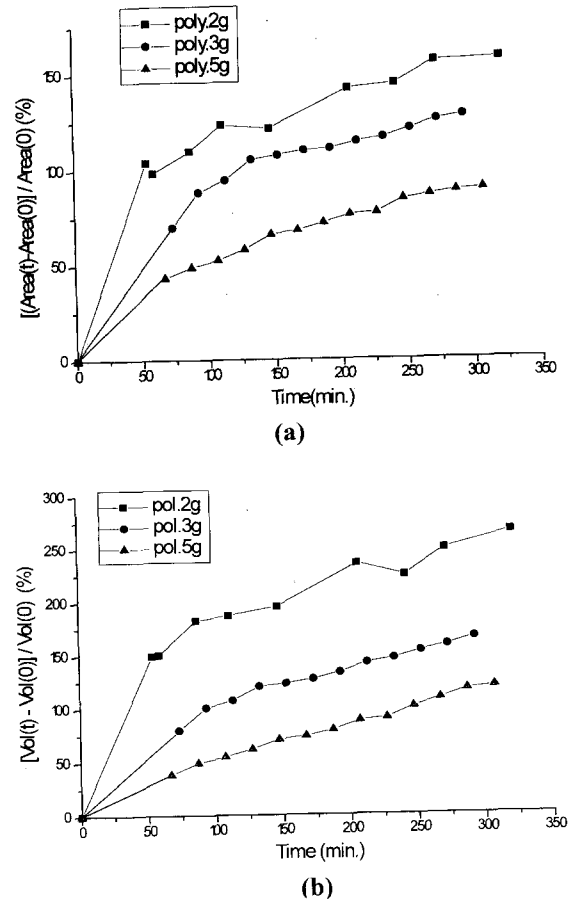 poly.2g
poly.3g
poly.5g
150
100
50
0
0 50 100 150 200 250 300 350
[(Area(t)-Area(0)] / Area(0) (%)
Time(min.)
(a)
pol.2g
pol.3g
pol.5g
300
250
200
150
100
50
0
0 50 100 150 200 250 300 350
[Vol(t) - Vol(0)] / Vol(0) (%)
Time (min.)
(b)